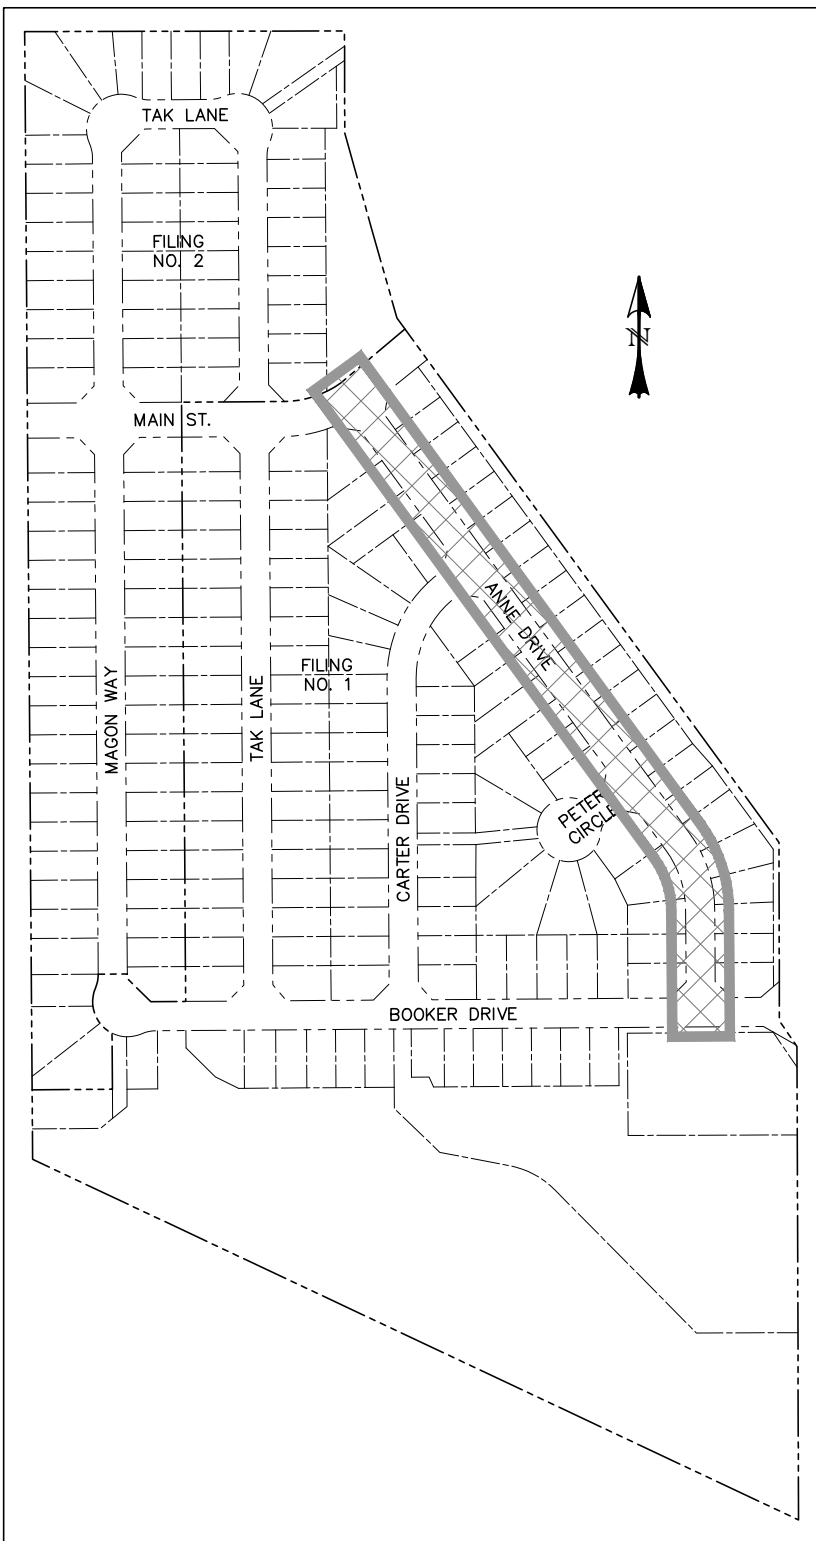 TAK LANE
FILING
NO. 2
N
MAIN ST.
ANNE DRIVE
FILING
NO. 1
MAGON WAY
TAK LANE
CARTER DRIVE
PETER
CIRCLE
BOOKER DRIVE